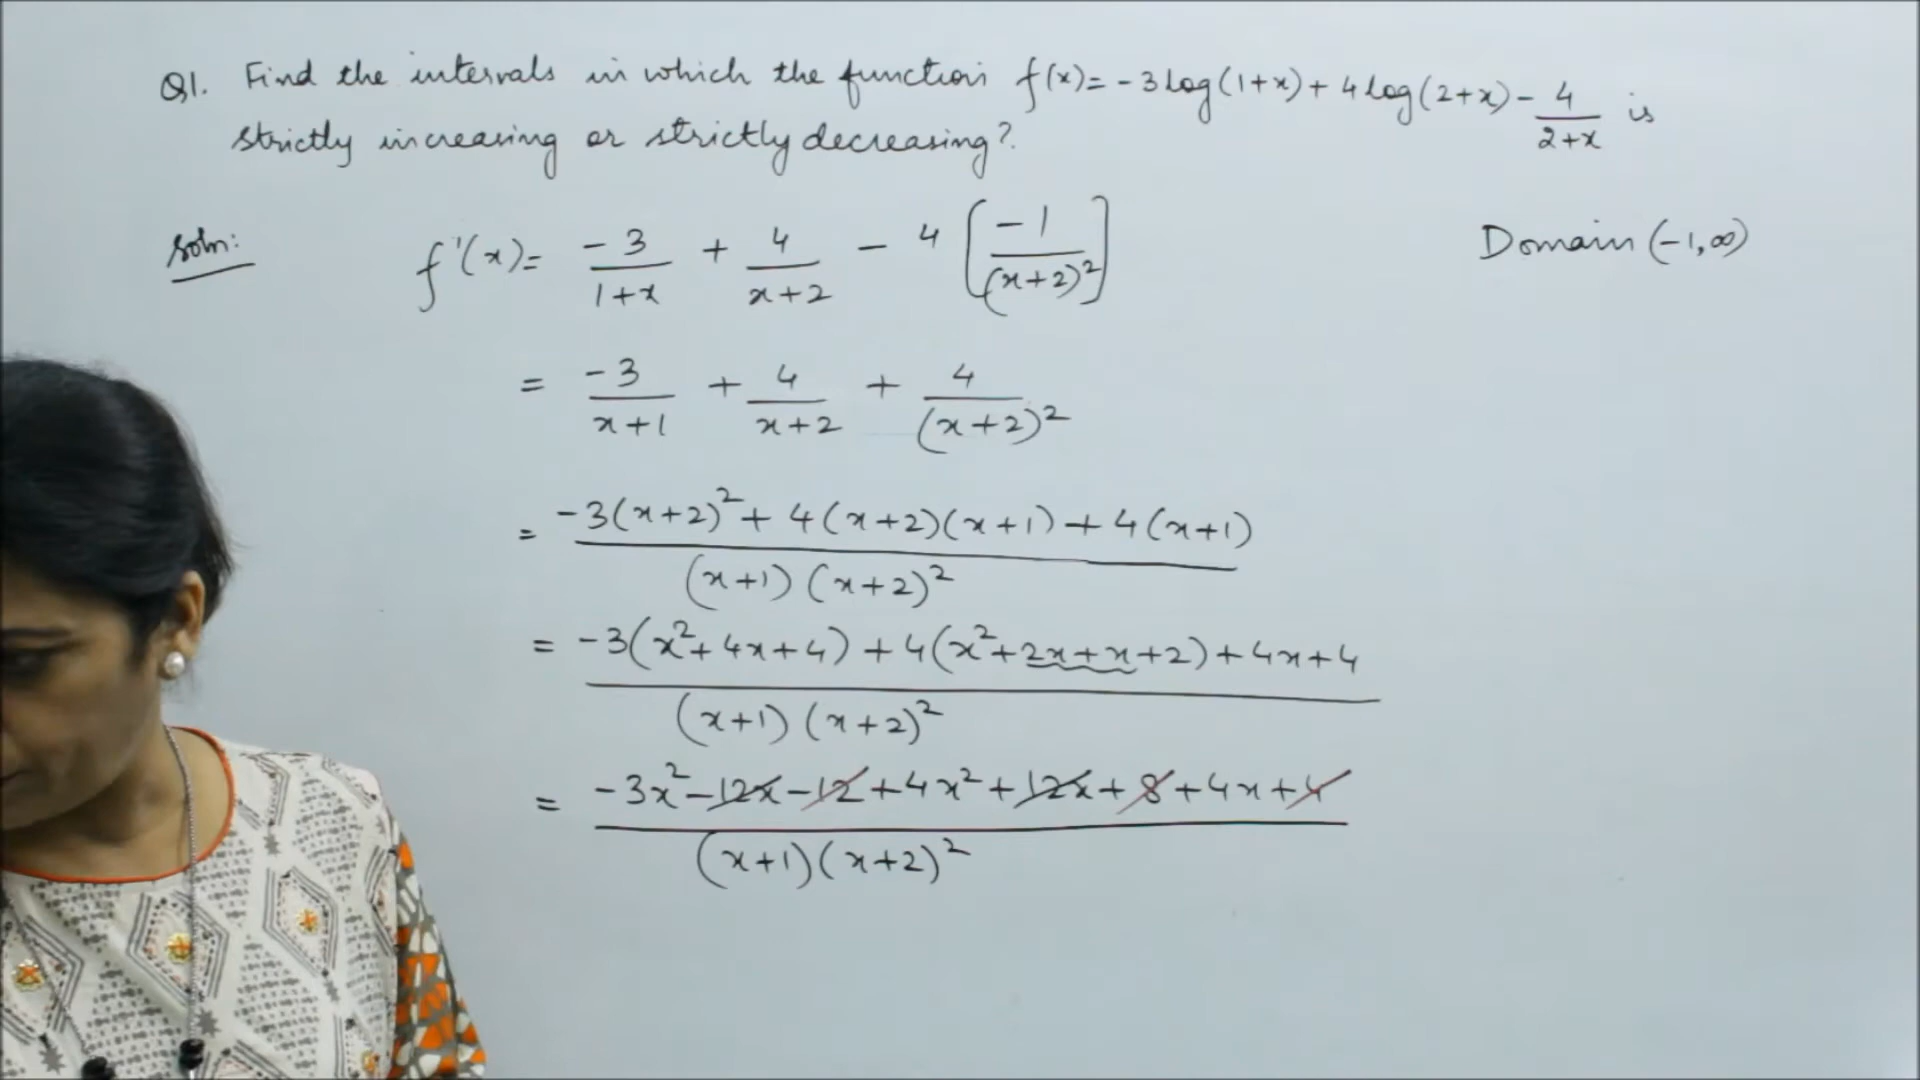 Q1. Find the intervals in which the function f(x) = -3 log(1+x) + 4 log(2+x) - 4/(2+x) is
strictly increasing or strictly decreasing?
Soln: f'(x) = -3/(1+x) + 4/(x+2) - 4[-1/(x+2)²] Domain (-1,∞)
= -3/(x+1) + 4/(x+2) + 4/(x+2)²
= (-3(x+2)² + 4(x+2)(x+1) + 4(x+1))/((x+1)(x+2)²)
= (-3(x²+4x+4) + 4(x²+2x+x+2) + 4x+4)/((x+1)(x+2)²)
= (-3x² - 12x - 12 + 4x² + 12x + 8 + 4x + 4)/((x+1)(x+2)²)